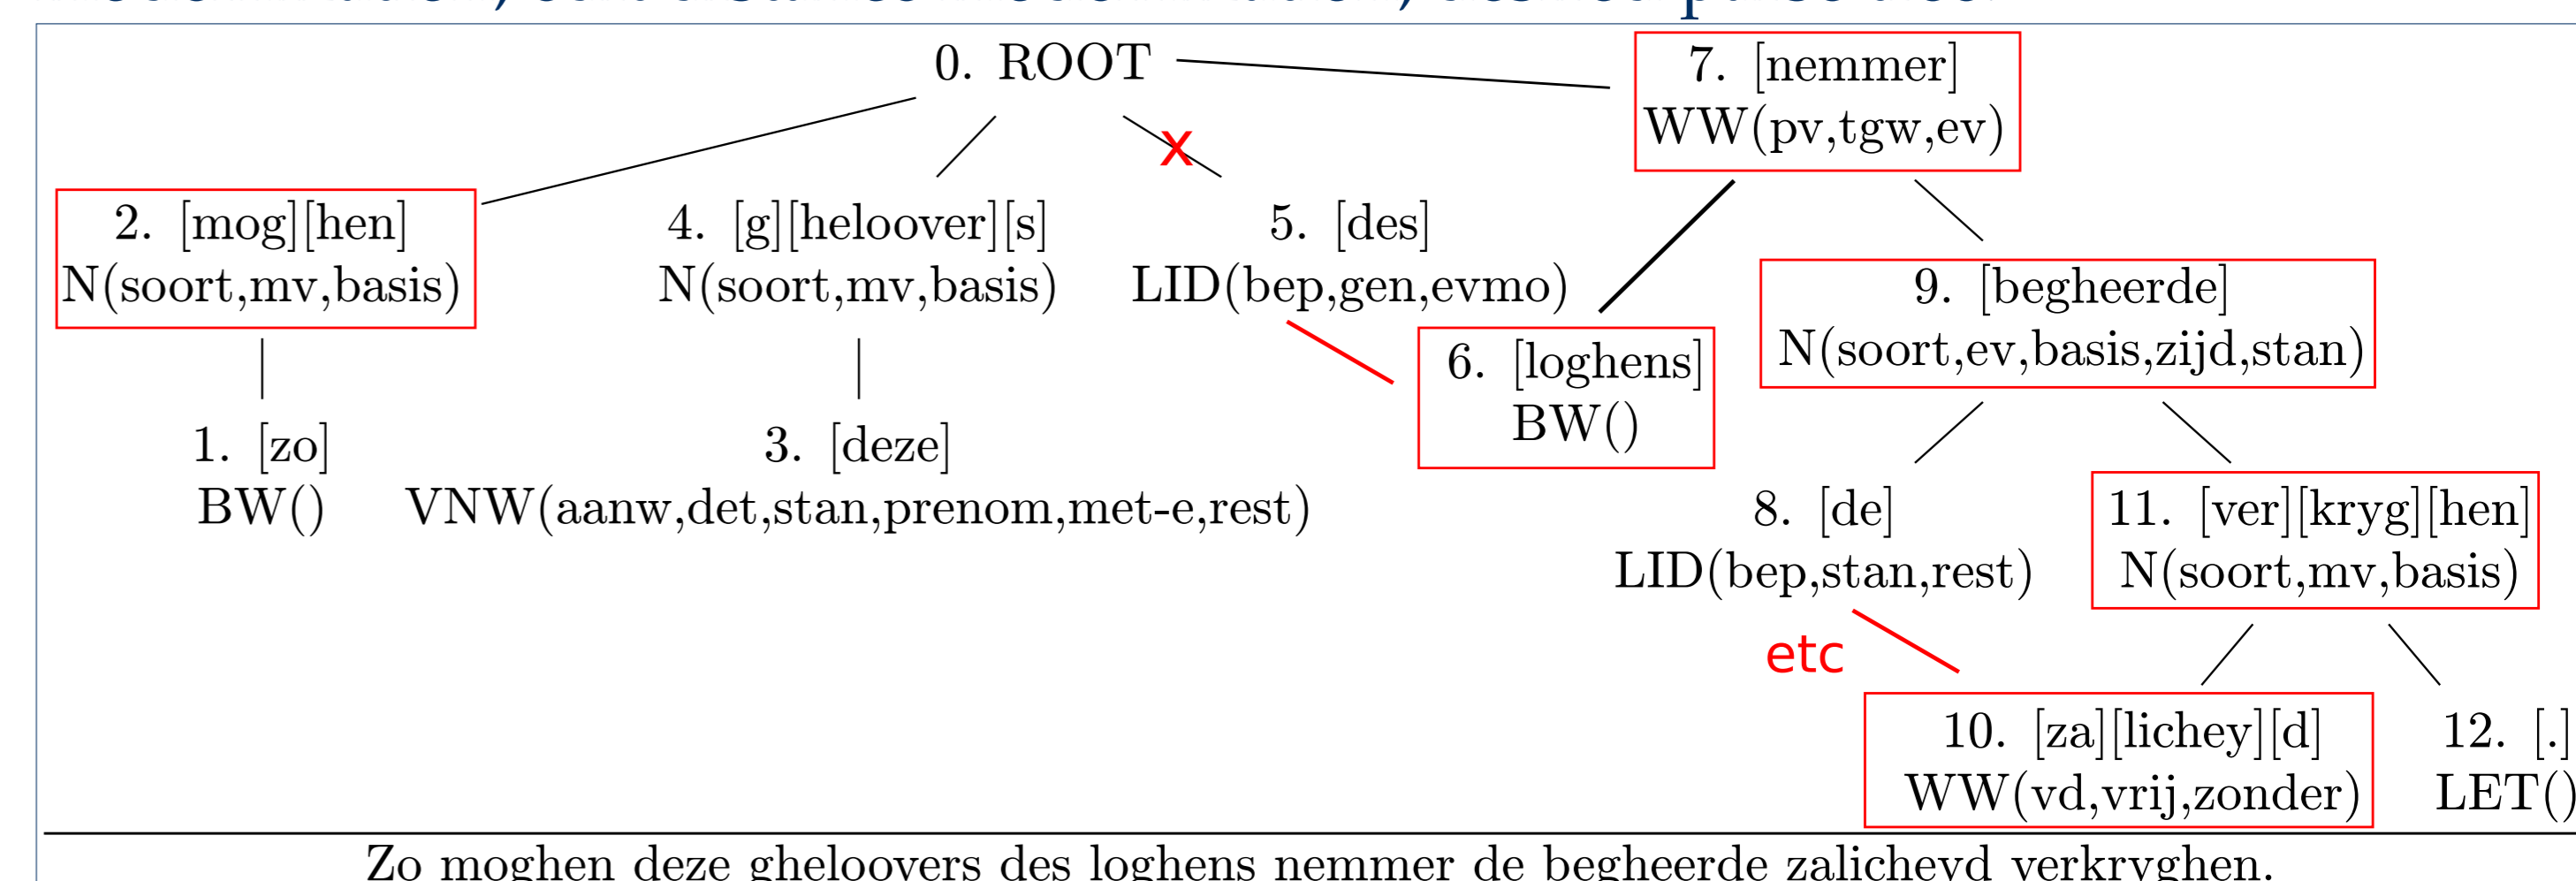 0. ROOT
7. [nemmer]
WW(pv,tgw,ev)
x
2. [mog][hen]
N(soort,mv,basis)
4. [g][heloover][s]
N(soort,mv,basis)
5. [des]
LID(bep,gen,evmo)
9. [begheerde]
N(soort,ev,basis,zijd,stan)
6. [loghens]
BW()
1. [zo]
BW()
3. [deze]
VNW(aanw,det,stan,prenom,met-e,rest)
8. [de]
LID(bep,stan,rest)
11. [ver][kryg][hen]
N(soort,mv,basis)
etc
10. [za][lichey][d]
WW(vd,vrij,zonder)
12. [.]
LET()
Zo moghen deze gheloovers des loghens nemmer de begheerde zalicheyd verkryghen.